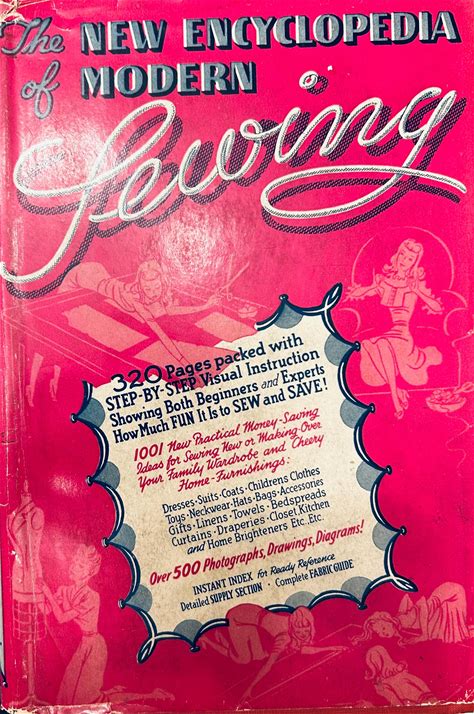 The NEW ENCYCLOPEDIA
of MODERN
Sewing
320 Pages packed with
STEP-BY-STEP Visual Instruction
Showing Both Beginners and Experts
How Much FUN It Is to SEW and SAVE!
1001 New Practical Money-Saving
Ideas for Sewing New or Making-Over
Your Family Wardrobe and Cheery
Home-Furnishings:
Dresses·Suits·Coats·Childrens Clothes
Toys·Neckwear·Hats·Bags·Accessories
Gifts·Linens·Towels·Bedspreads
Curtains·Draperies·Closet, Kitchen
and Home Brighteners Etc., Etc.
Over 500 Photographs, Drawings, Diagrams!
INSTANT INDEX for Ready Reference
Detailed SUPPLY SECTION · Complete FABRIC GUIDE